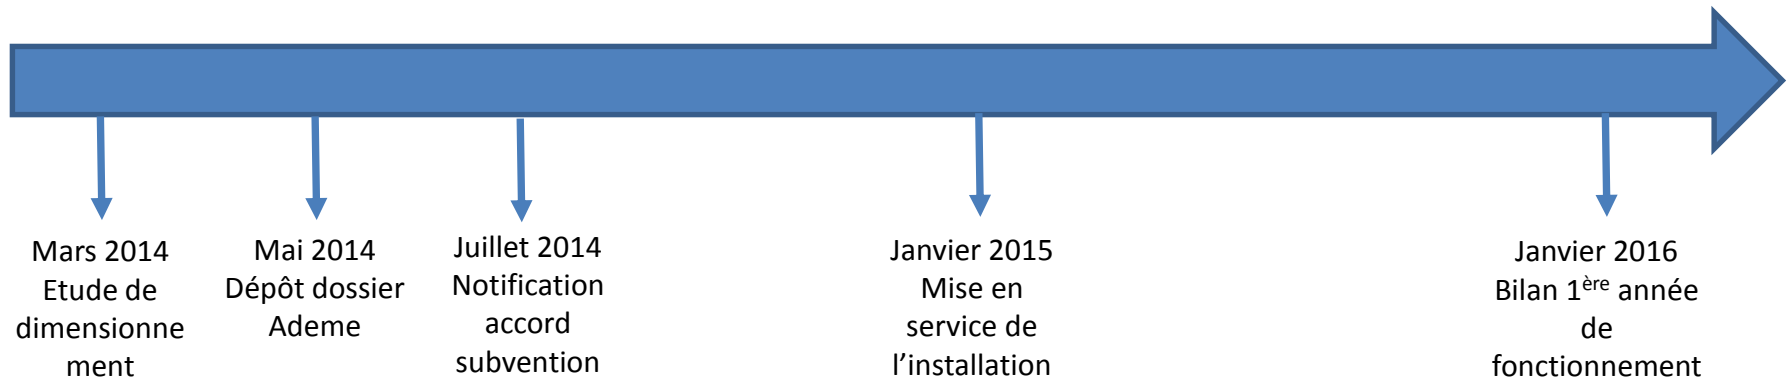 Mars 2014
Etude de
dimensionne
ment
Mai 2014
Dépôt dossier
Ademe
Juillet 2014
Notification
accord
subvention
Janvier 2015
Mise en
service de
l’installation
Janvier 2016
Bilan 1ère année
de
fonctionnement